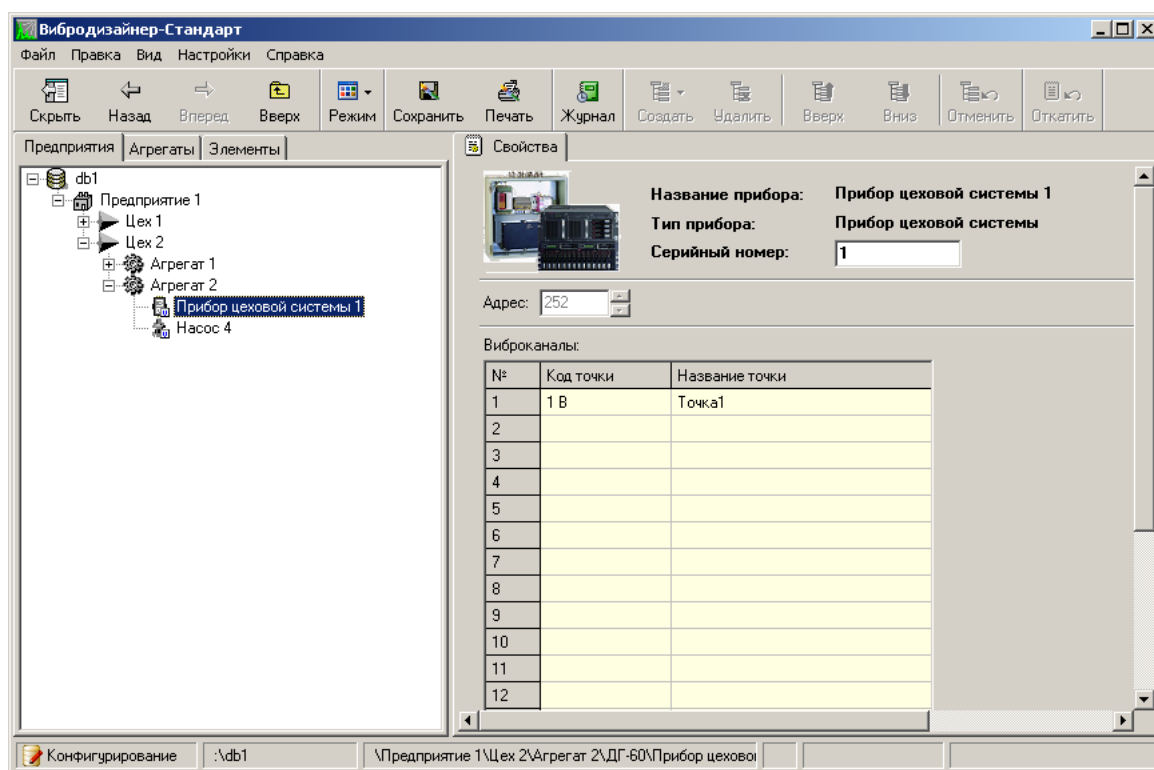 Вибродизайнер-Стандарт
Файл Правка Вид Настройки Справка
Скрыть Назад Вперед Вверх Режим Сохранить Печать Журнал Создать Удалить Вверх Вниз Отменить Откатить
Предприятия Агрегаты Элементы
Свойства
db1
Предприятие 1
Цех 1
Цех 2
Агрегат 1
Агрегат 2
Прибор цеховой системы 1
Насос 4
Название прибора: Прибор цеховой системы 1
Тип прибора: Прибор цеховой системы
Серийный номер: 1
Адрес: 252
Виброканалы:
№ Код точки Название точки
1 1 В Точка1
2
3
4
5
6
7
8
9
10
11
12
Конфигурирование :\db1 \Предприятие 1\Цех 2\Агрегат 2\ДГ-60\Прибор цехово